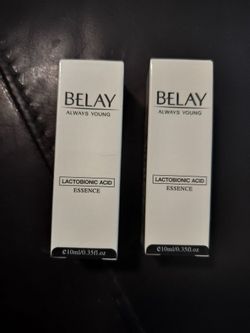 BELAY
ALWAYS YOUNG
LACTOBIONIC ACID
ESSENCE
℮10ml/0.35fl.oz
BELAY
ALWAYS YOUNG
LACTOBIONIC ACID
ESSENCE
℮10ml/0.35fl.oz